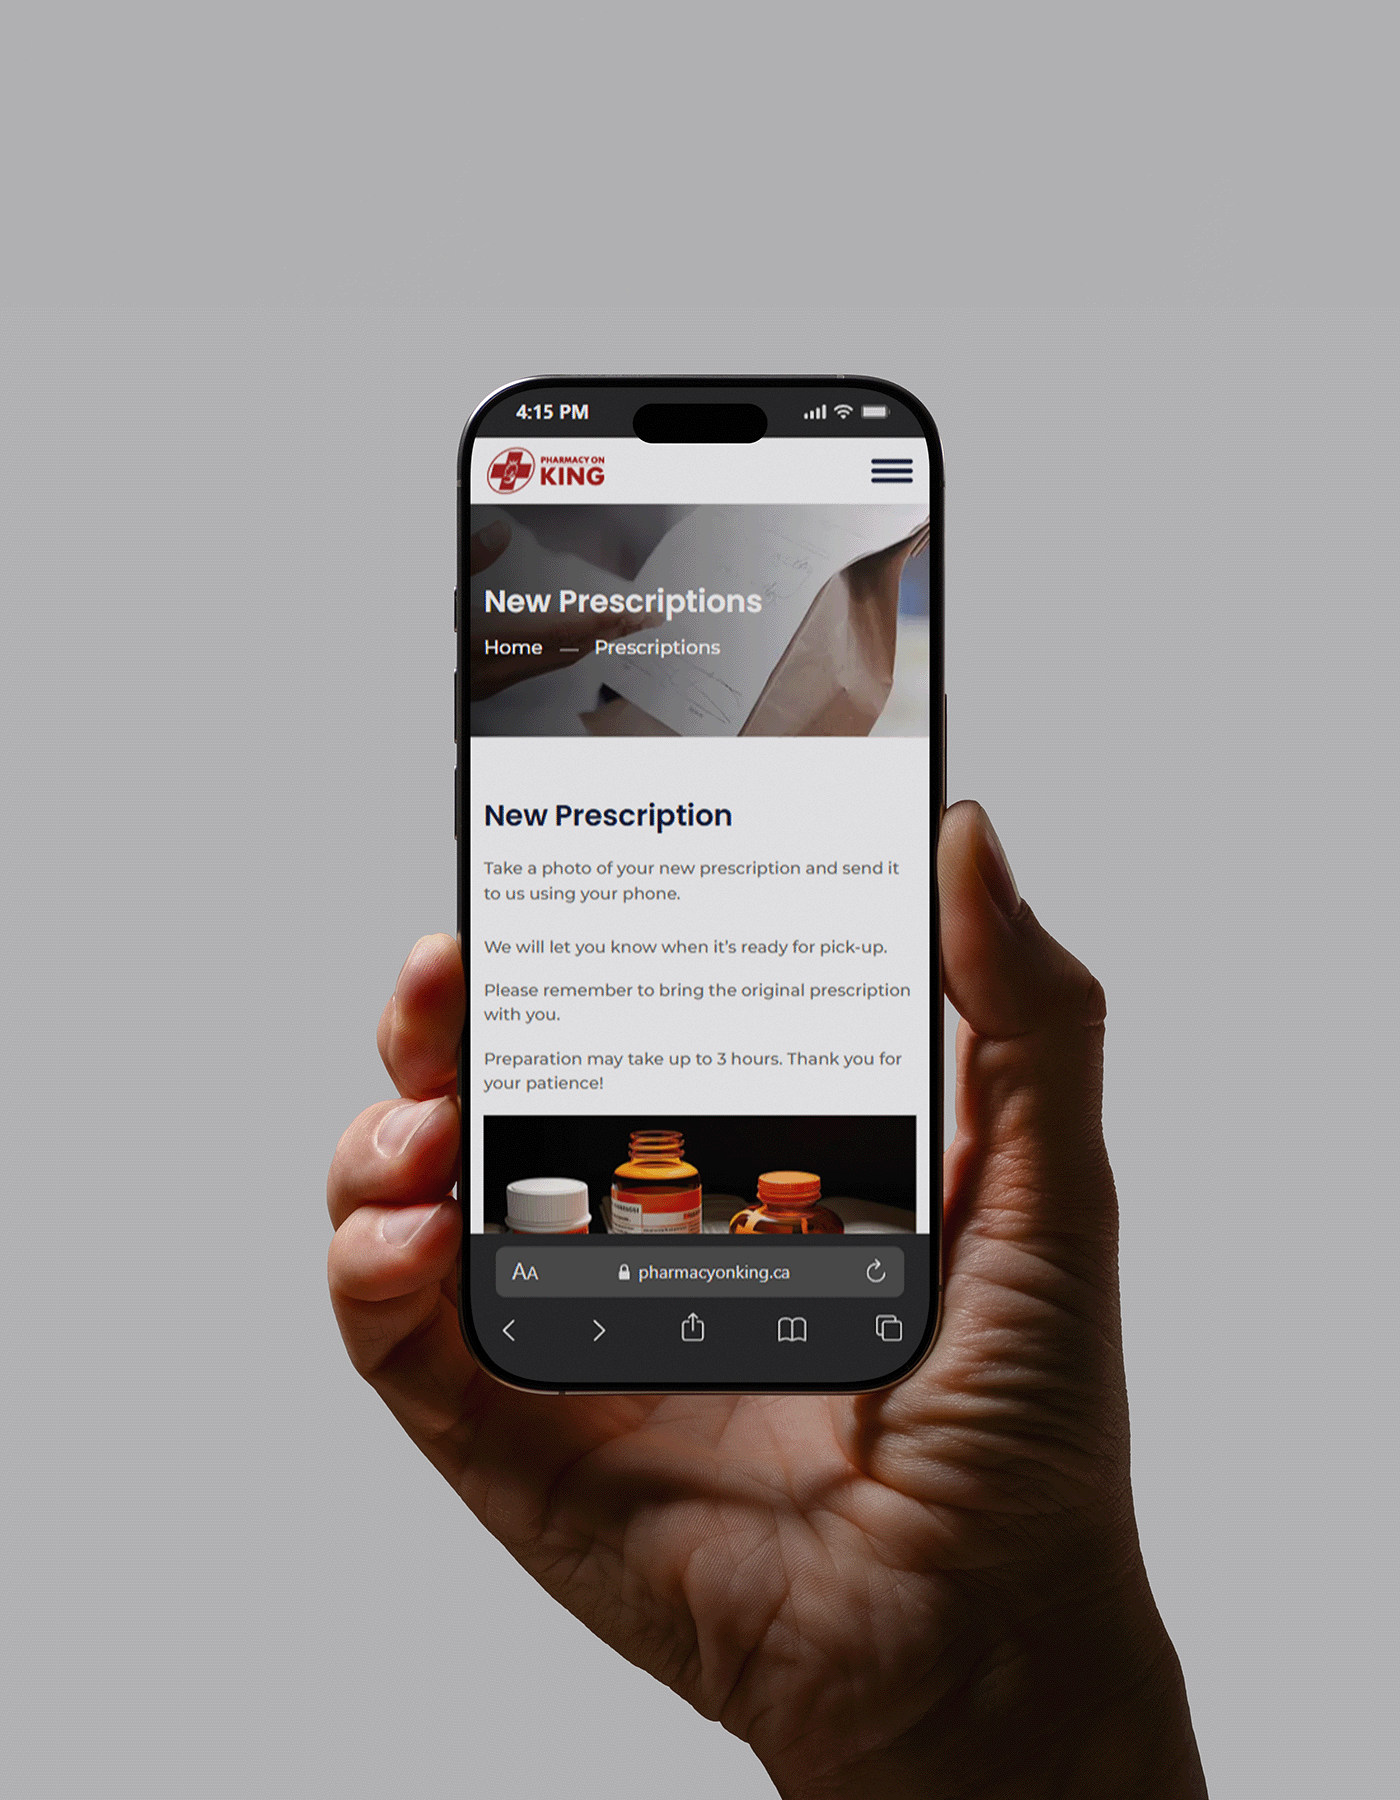 4:15 PM
PHARMACY ON
KING
New Prescriptions
Home — Prescriptions
New Prescription
Take a photo of your new prescription and send it
to us using your phone.
We will let you know when it's ready for pick-up.
Please remember to bring the original prescription
with you.
Preparation may take up to 3 hours. Thank you for
your patience!
AA pharmacyonking.ca